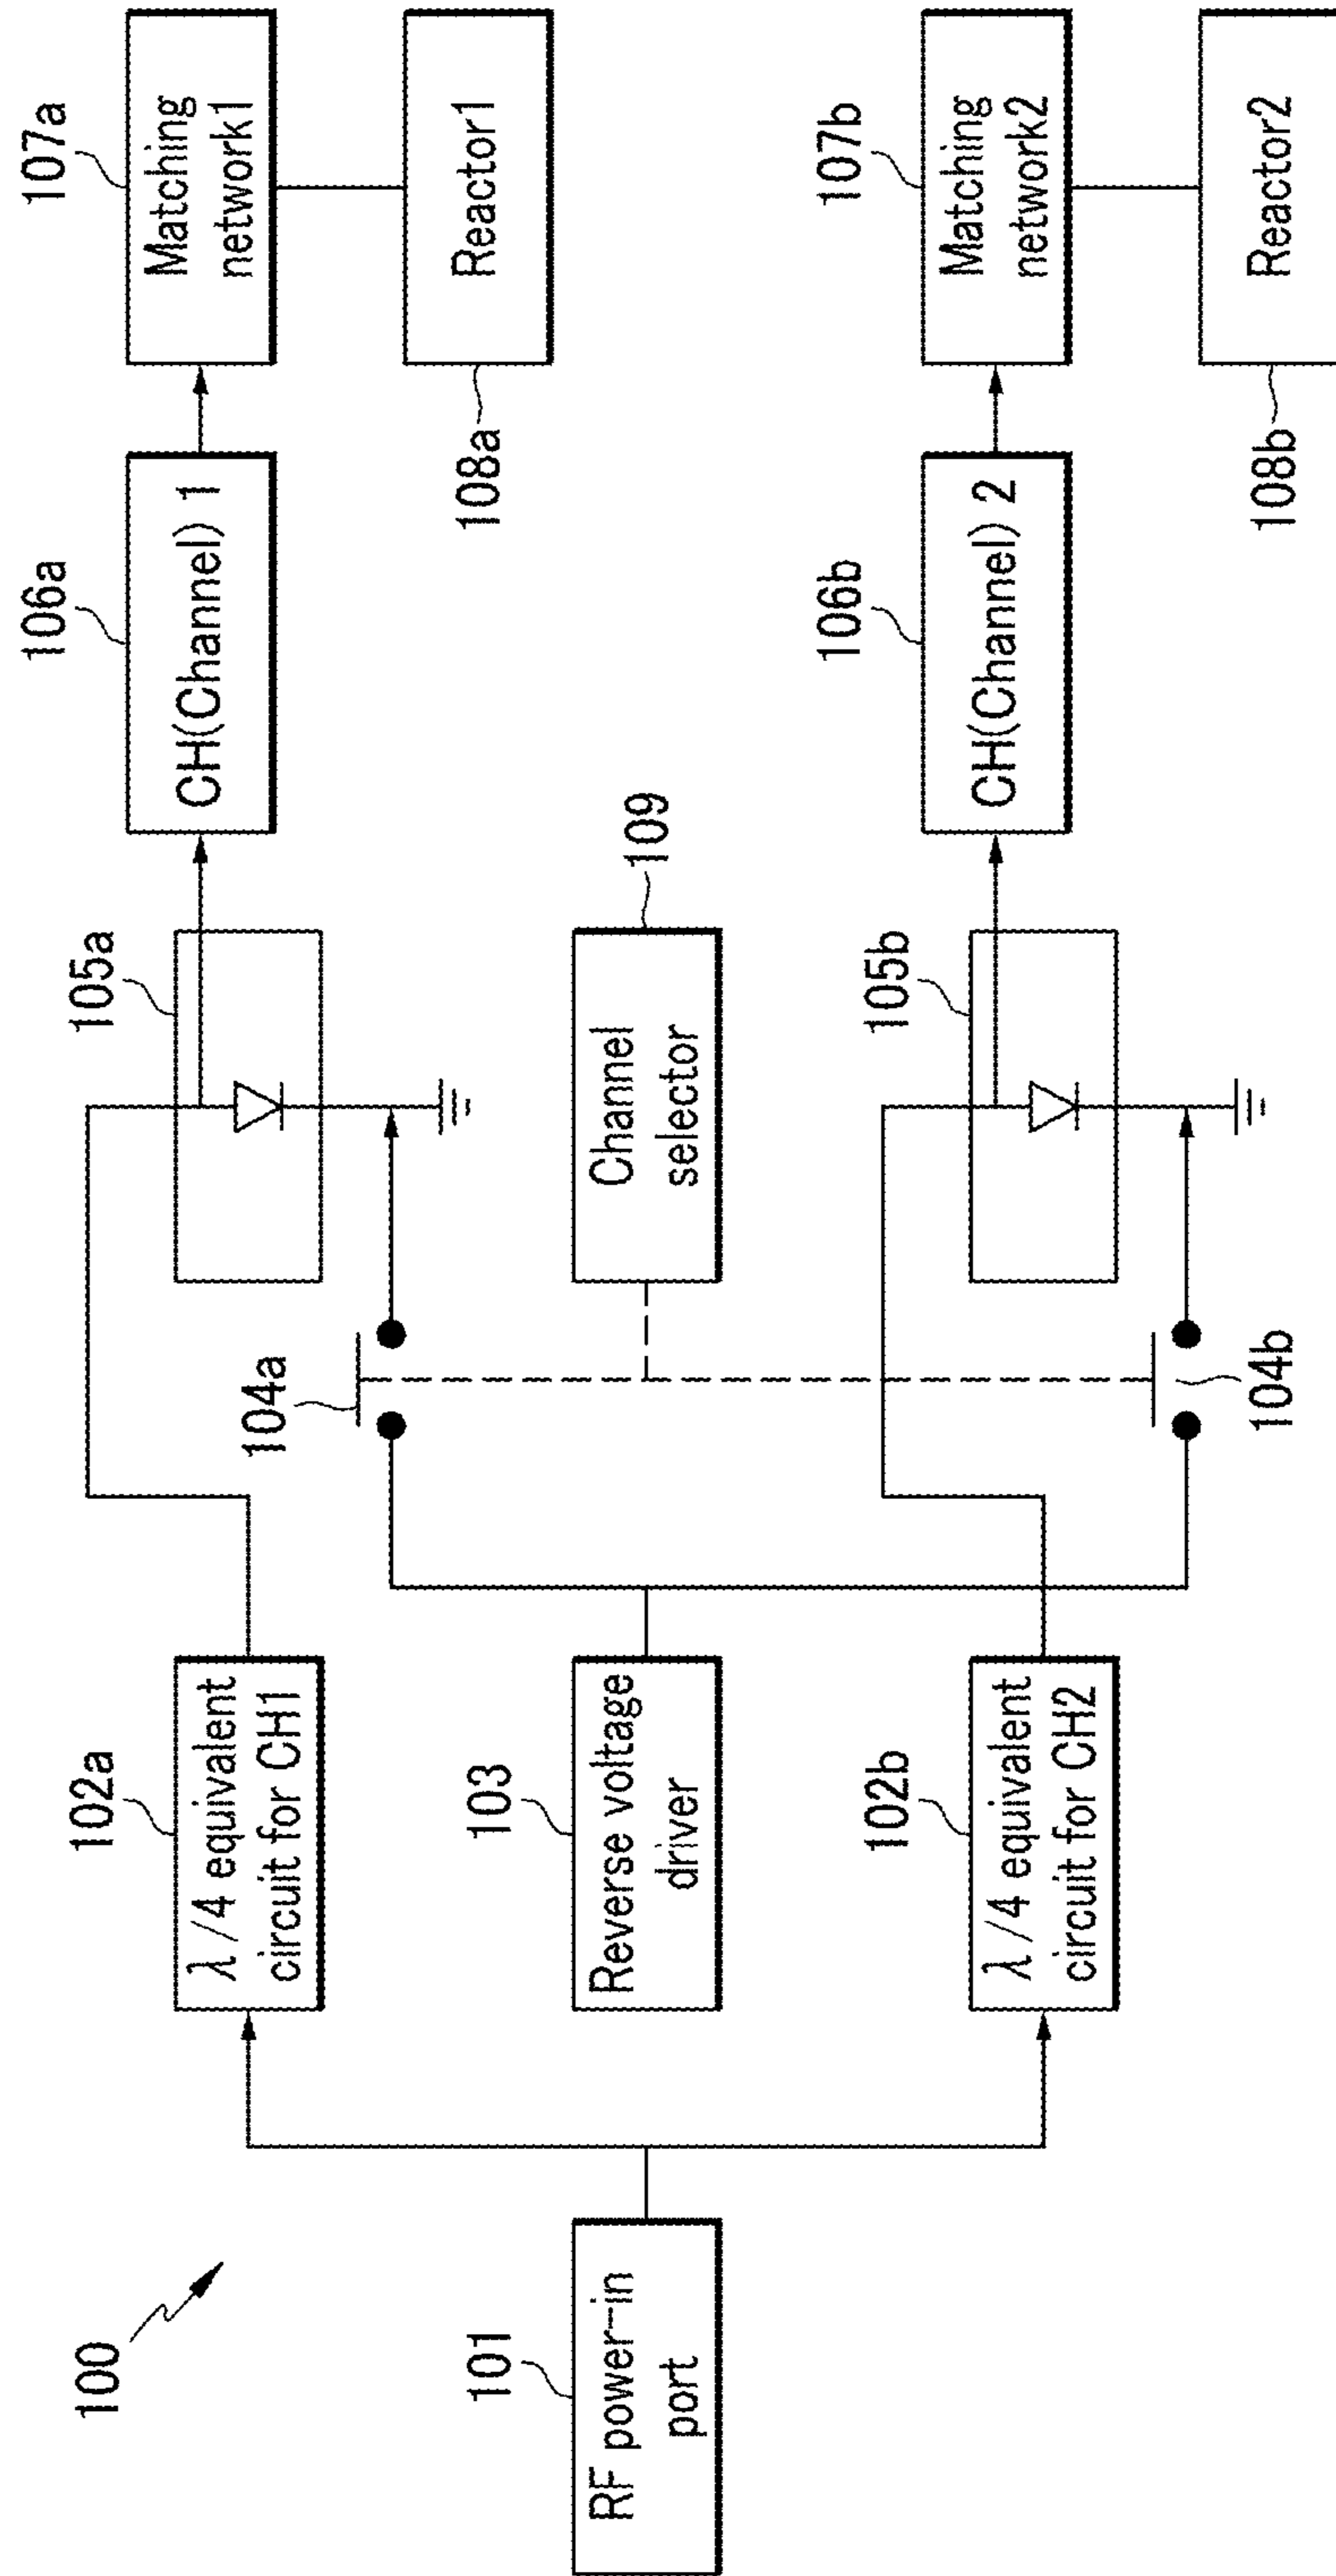 100
101
RF power-in
port
102a
λ/4 equivalent
circuit for CH1
103
Reverse voltage
driver
102b
λ/4 equivalent
circuit for CH2
104a
104b
105a
109
Channel
selector
105b
106a
CH(Channel) 1
106b
CH(Channel) 2
107a
Matching
network1
108a
Reactor1
107b
Matching
network2
108b
Reactor2